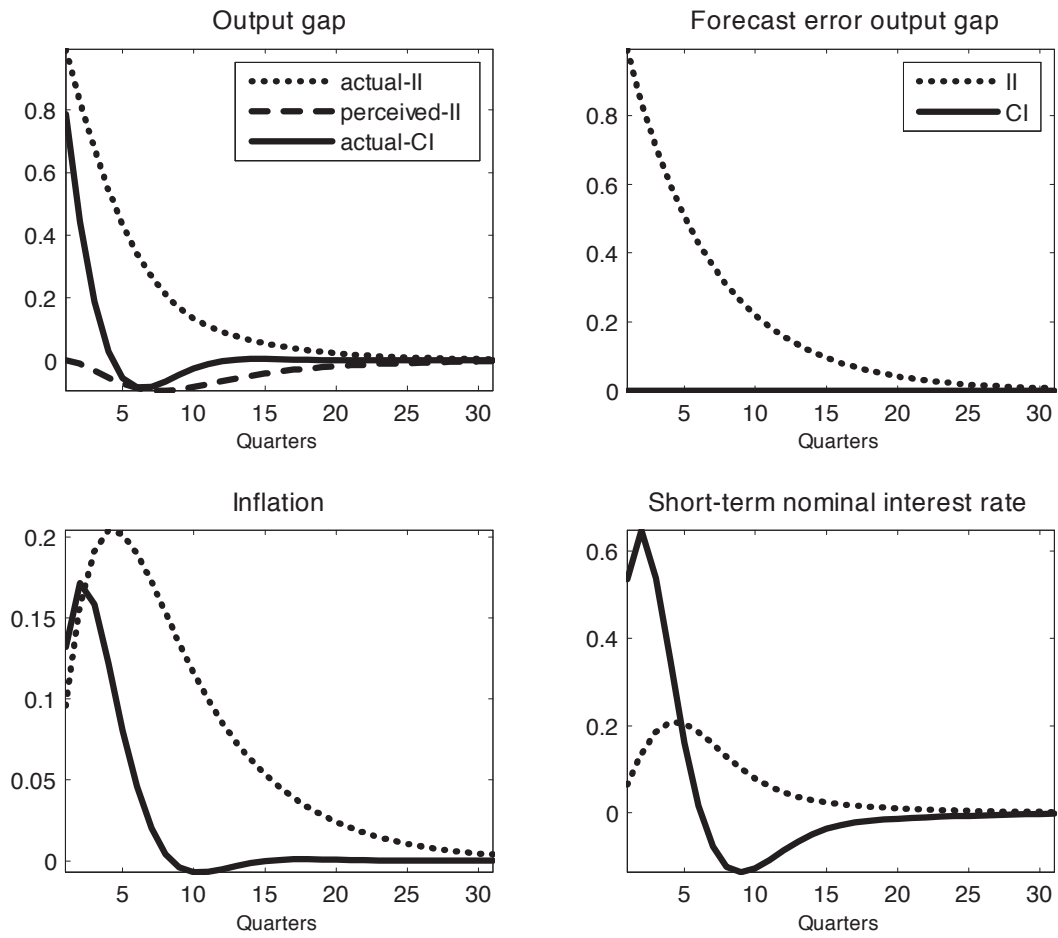 Output gap
Forecast error output gap
actual-II
perceived-II
actual-CI
II
CI
0.8
0.6
0.4
0.2
0
5 10 15 20 25 30
Quarters
0.8
0.6
0.4
0.2
0
5 10 15 20 25 30
Quarters
Inflation
Short-term nominal interest rate
0.2
0.15
0.1
0.05
0
5 10 15 20 25 30
Quarters
0.6
0.4
0.2
0
5 10 15 20 25 30
Quarters